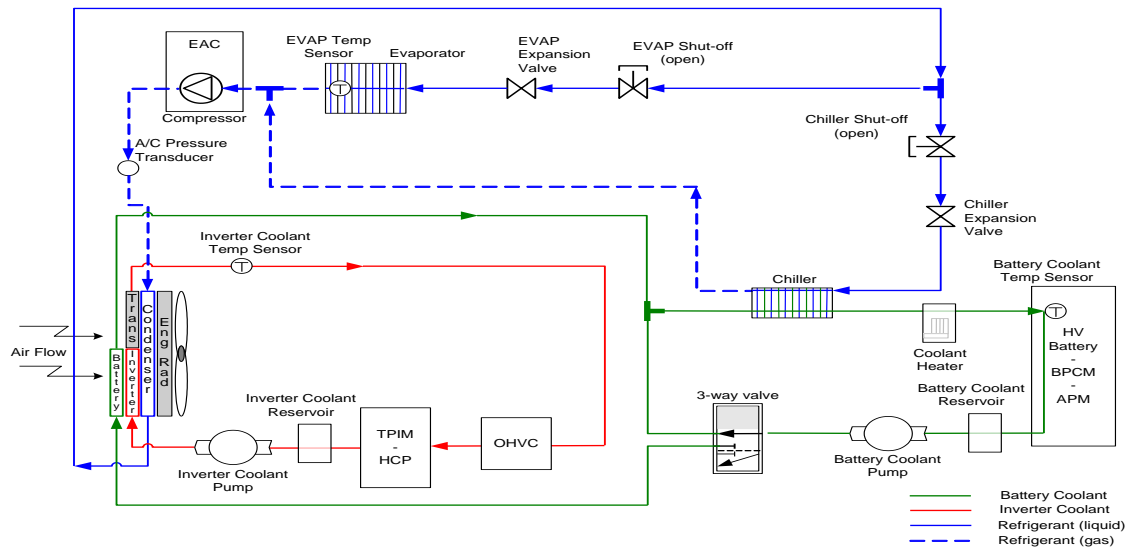 EAC
Compressor
EVAP Temp
Sensor
Evaporator
EVAP
Expansion
Valve
EVAP Shut-off
(open)
T
Chiller Shut-off
(open)
A/C Pressure
Transducer
Chiller
Expansion
Valve
Inverter Coolant
Temp Sensor
T
Chiller
Battery Coolant
Temp Sensor
T
Air Flow
Battery
Trans
Inverter
Condenser
Eng Rad
Coolant
Heater
HV
Battery
-
BPCM
-
APM
3-way valve
Battery Coolant
Reservoir
Inverter Coolant
Reservoir
TPIM
-
HCP
OHVC
Inverter Coolant
Pump
Battery Coolant
Pump
Battery Coolant
Inverter Coolant
Refrigerant (liquid)
Refrigerant (gas)